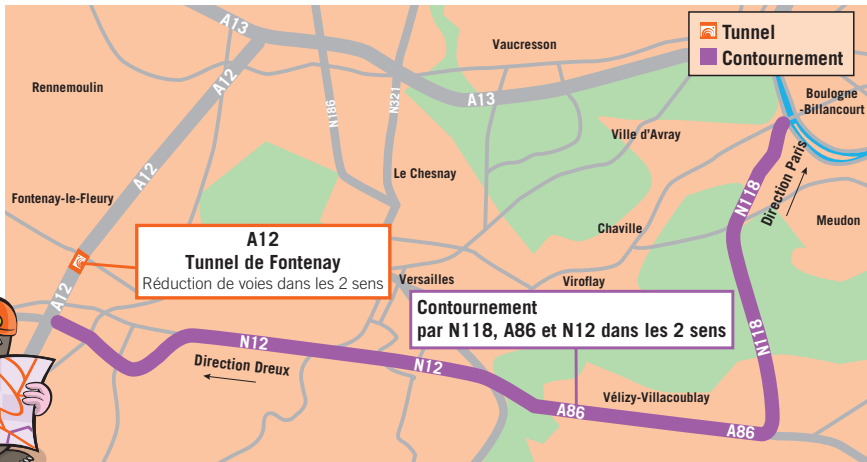 Tunnel
Contournement
A13
A12
Vaucresson
Rennemoulin
N186
N321
A13
Boulogne
-Billancourt
Ville d'Avray
A12
Le Chesnay
Fontenay-le-Fleury
N118
Direction Paris
Meudon
Chaville
A12
Tunnel de Fontenay
Réduction de voies dans les 2 sens
Versailles
Viroflay
A12
Contournement
par N118, A86 et N12 dans les 2 sens
N118
N12
Direction Dreux
N12
Vélizy-Villacoublay
A86
A86